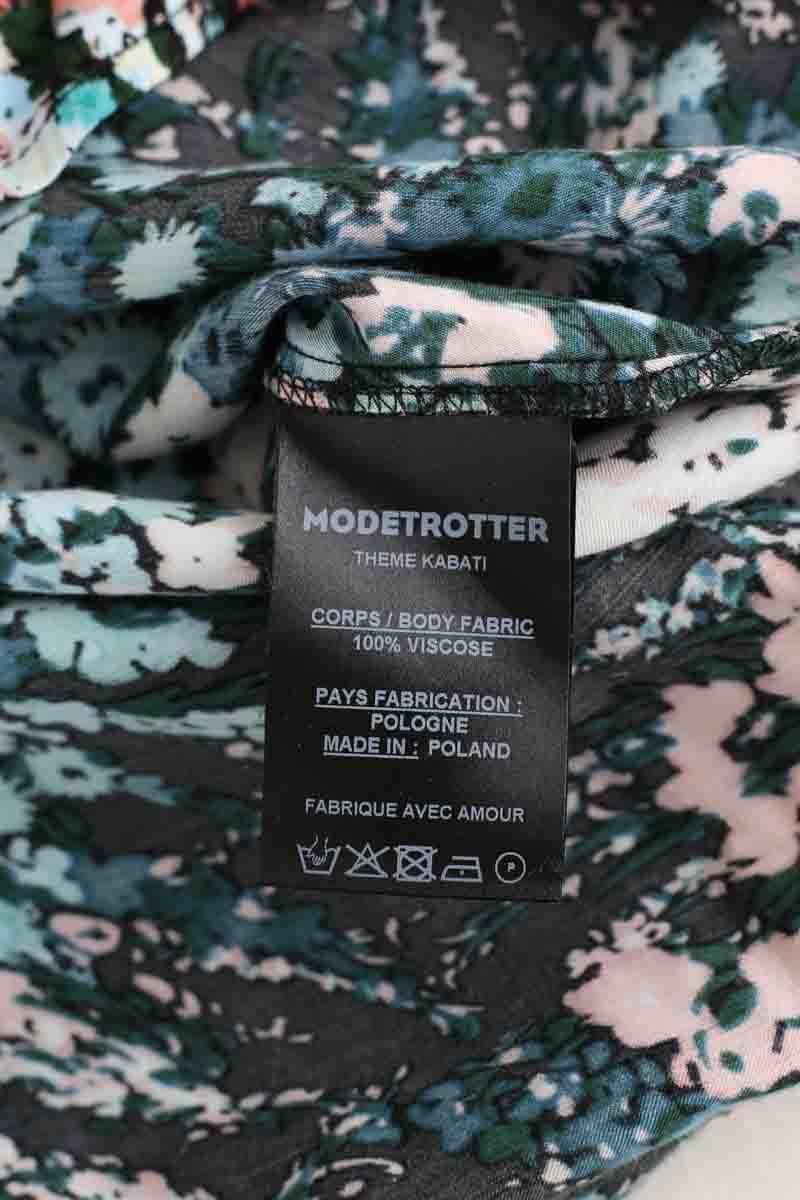 MODETROTTER
THEME KABATI
CORPS / BODY FABRIC
100% VISCOSE
PAYS FABRICATION :
POLOGNE
MADE IN : POLAND
FABRIQUE AVEC AMOUR
P